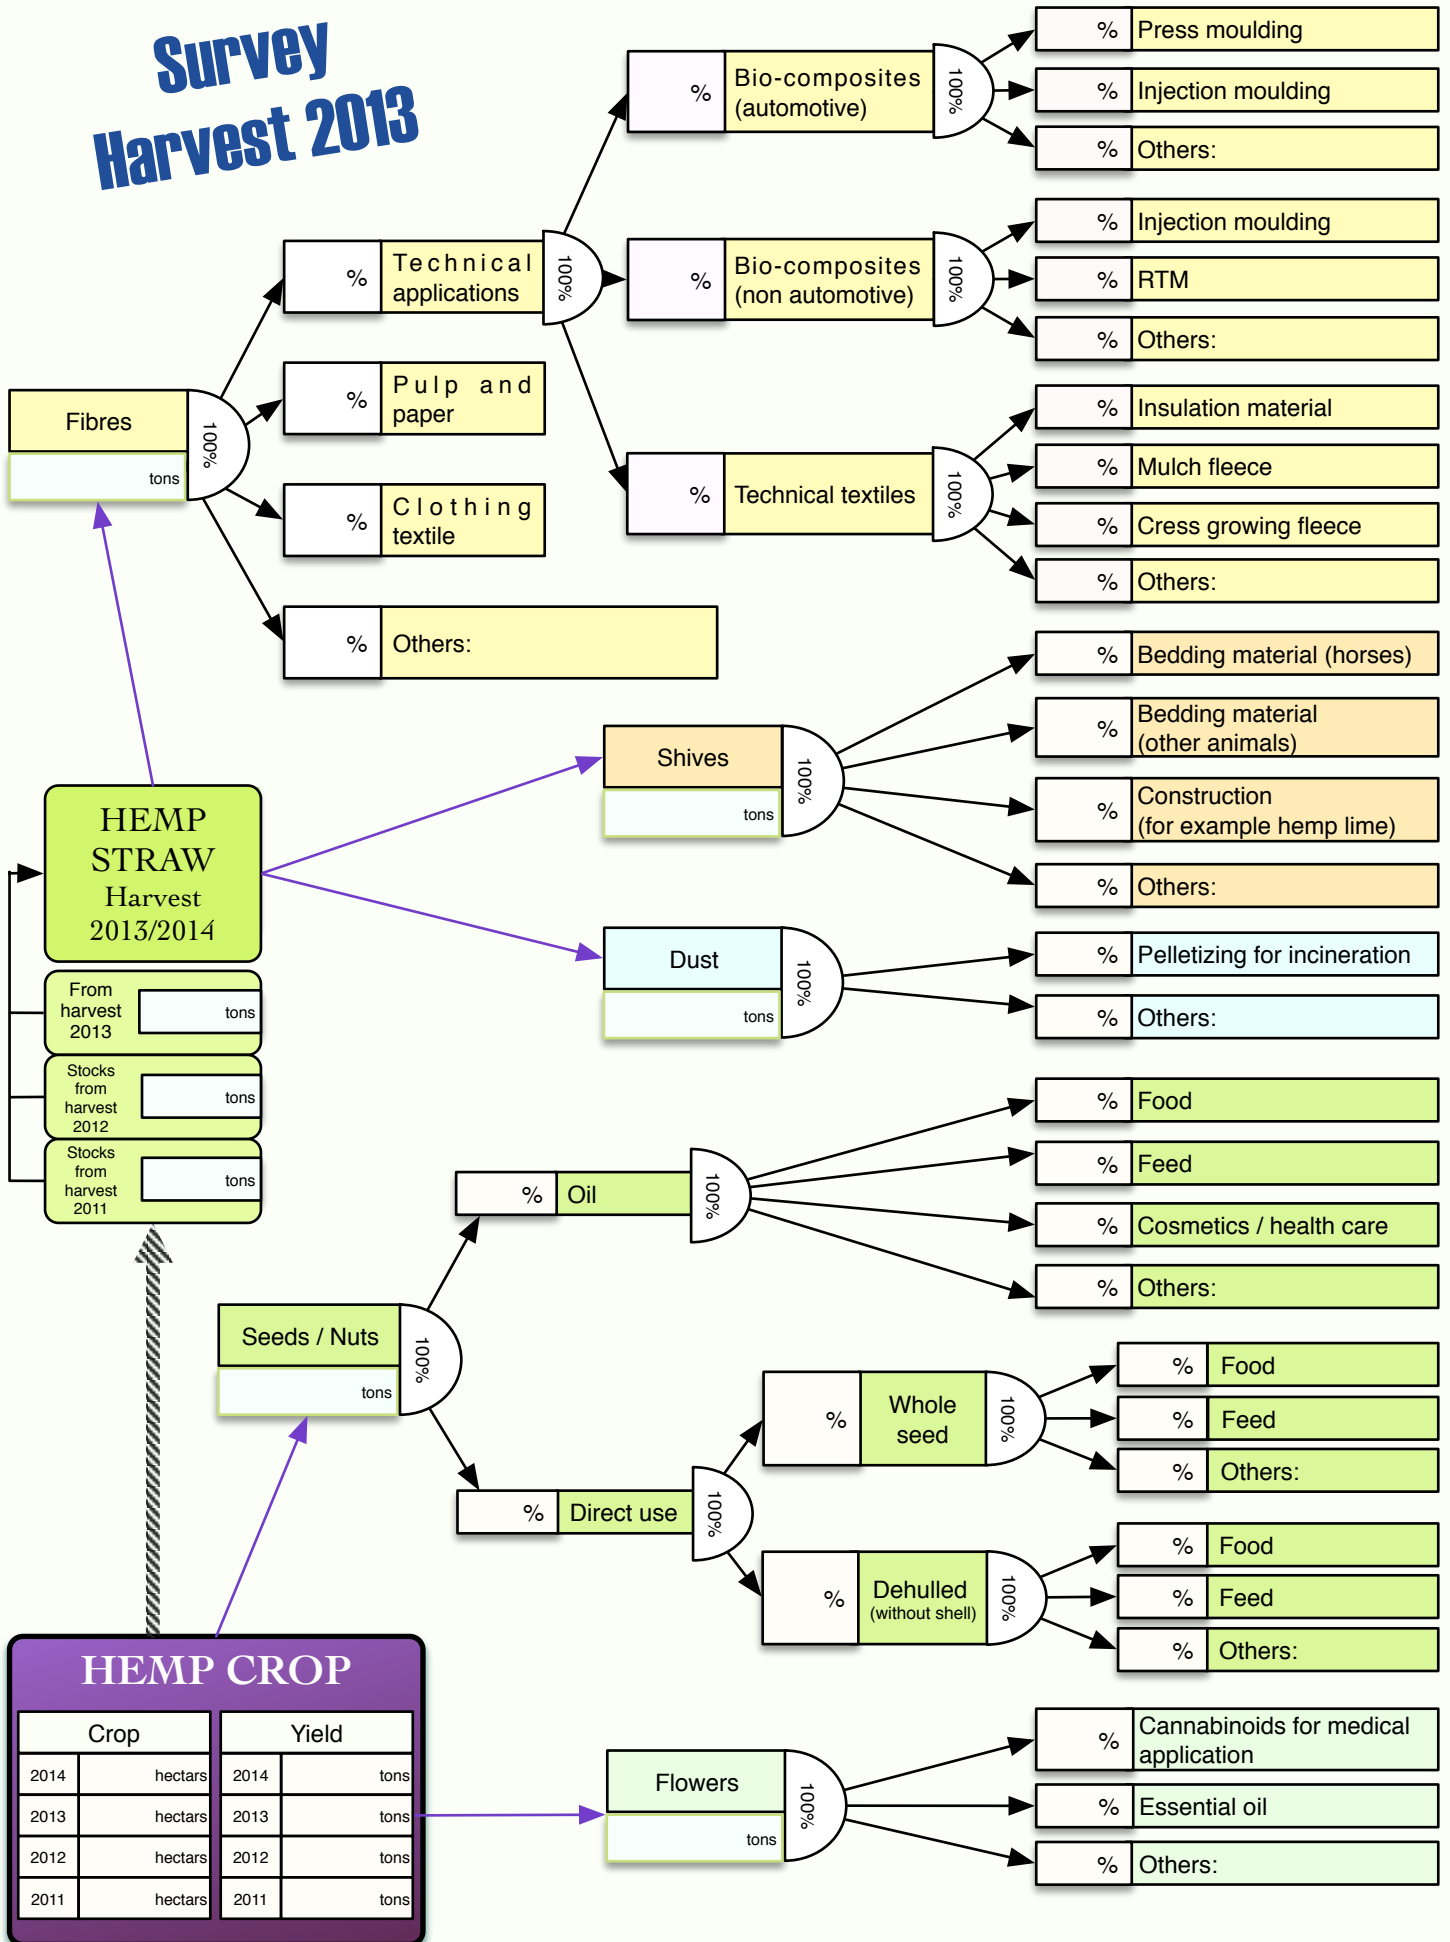 Survey
Harvest 2013
% Press moulding
% Bio-composites
(automotive)
100%
% Injection moulding
% Others:
% Injection moulding
% Technical
applications
100%
% Bio-composites
(non automotive)
100%
% RTM
% Others:
% Pulp and
paper
Fibres
tons
100%
% Insulation material
% Mulch fleece
% Technical textiles
100%
% Clothing
textile
% Cress growing fleece
% Others:
% Others:
% Bedding material (horses)
% Bedding material
(other animals)
Shives
tons
100%
% Construction
(for example hemp lime)
% Others:
HEMP
STRAW
Harvest
2013/2014
Dust
tons
100%
% Pelletizing for incineration
% Others:
From
harvest
2013
tons
Stocks
from
harvest
2012
tons
Stocks
from
harvest
2011
tons
% Food
% Feed
% Oil
100%
% Cosmetics / health care
% Others:
Seeds / Nuts
tons
100%
% Food
% Whole
seed
100%
% Feed
% Others:
% Direct use
100%
% Food
% Dehulled
(without shell)
100%
% Feed
% Others:
HEMP CROP
Crop Yield
2014 hectars 2014 tons
2013 hectars 2013 tons
2012 hectars 2012 tons
2011 hectars 2011 tons
Flowers
tons
100%
% Cannabinoids for medical
application
% Essential oil
% Others: